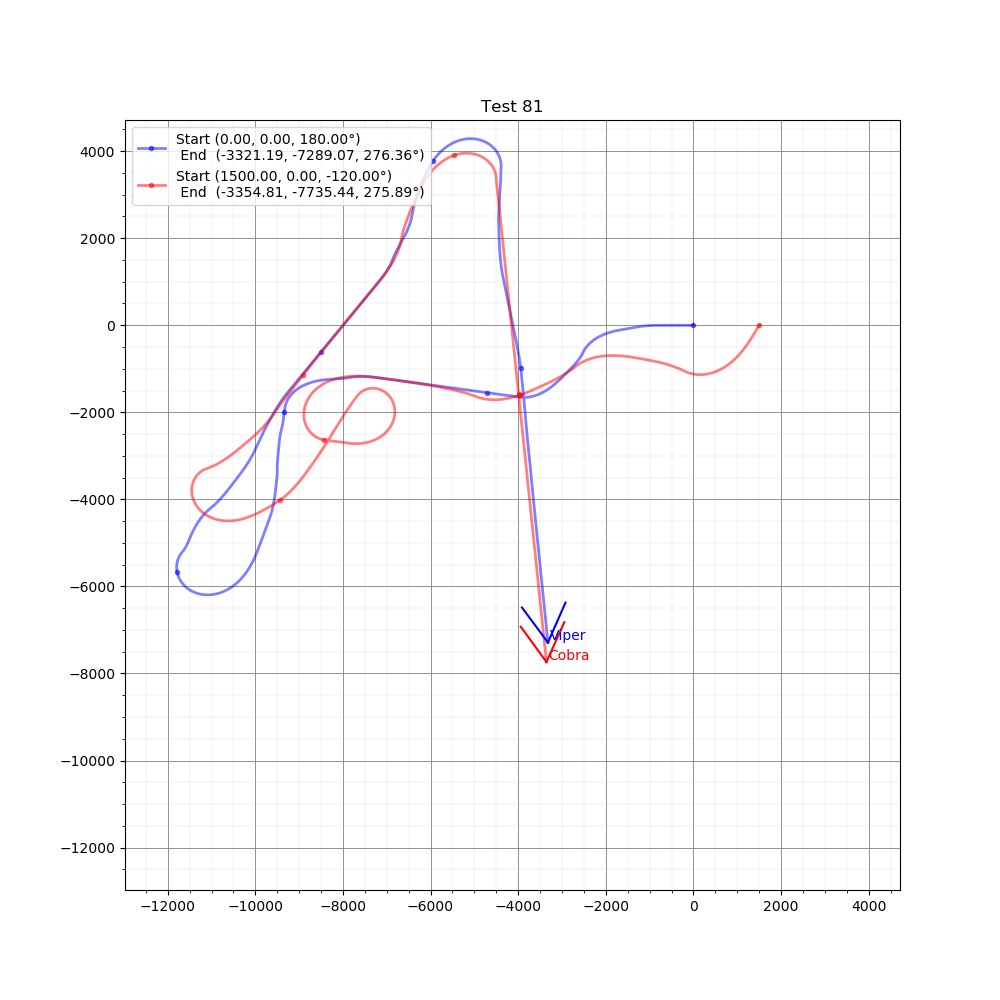 Test 81
Start (0.00, 0.00, 180.00°)
End (-3321.19, -7289.07, 276.36°)
Start (1500.00, 0.00, -120.00°)
End (-3354.81, -7735.44, 275.89°)
4000
2000
0
−2000
−4000
−6000
−8000
−10000
−12000
Viper
Cobra
−12000 −10000 −8000 −6000 −4000 −2000 0 2000 4000